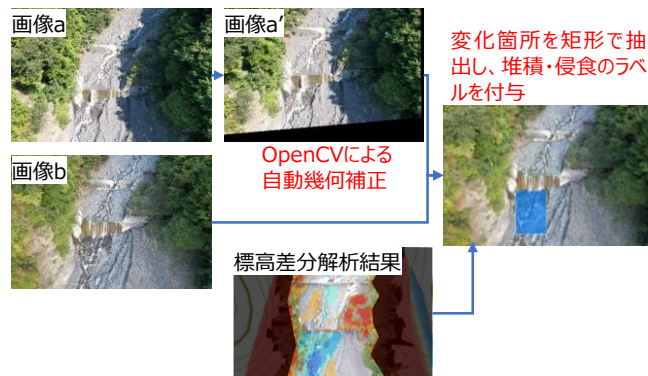 画像a
画像a’
変化箇所を矩形で抽
出し、堆積・侵食のラベ
ルを付与
OpenCVによる
自動幾何補正
画像b
標高差分解析結果